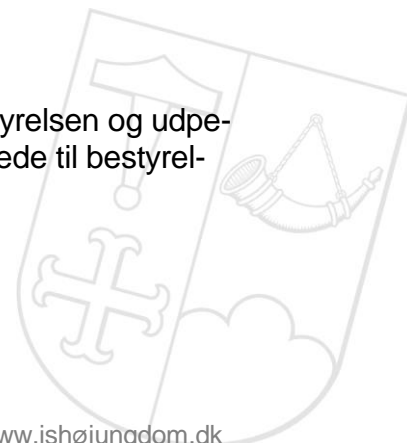 yrelsen og udpe-
ede til bestyrel-
ww.ishøjungdom.dk